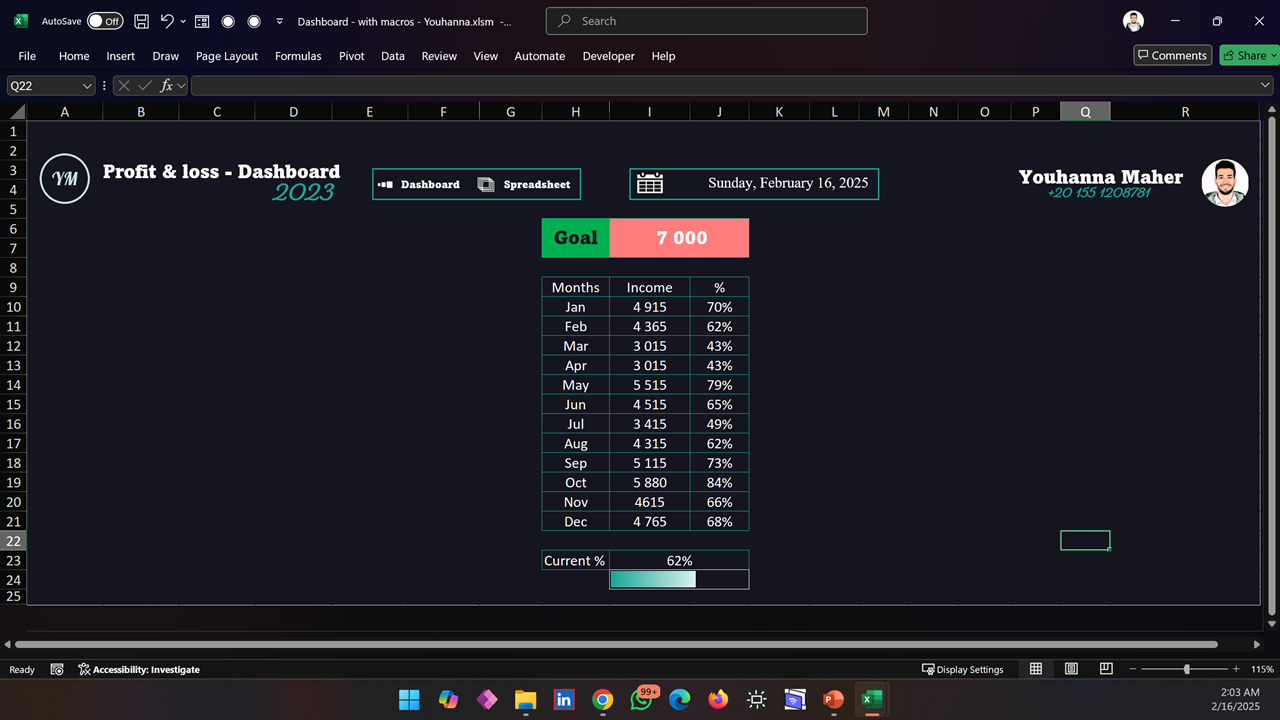 AutoSave Off Dashboard - with macros - Youhanna.xlsm -... Search
File Home Insert Draw Page Layout Formulas Pivot Data Review View Automate Developer Help Comments Share
Q22 fx
A B C D E F G H I J K L M N O P Q R
1
2
3
4
5
6
7
8
9
10
11
12
13
14
15
16
17
18
19
20
21
22
23
24
25
YM
Profit & loss - Dashboard
2023
Dashboard Spreadsheet
Sunday, February 16, 2025
Youhanna Maher
+20 155 1208781
Goal 7 000
Months Income %
Jan 4 915 70%
Feb 4 365 62%
Mar 3 015 43%
Apr 3 015 43%
May 5 515 79%
Jun 4 515 65%
Jul 3 415 49%
Aug 4 315 62%
Sep 5 115 73%
Oct 5 880 84%
Nov 4615 66%
Dec 4 765 68%
Current % 62%
Ready Accessibility: Investigate Display Settings 115%
99+
2:03 AM
2/16/2025